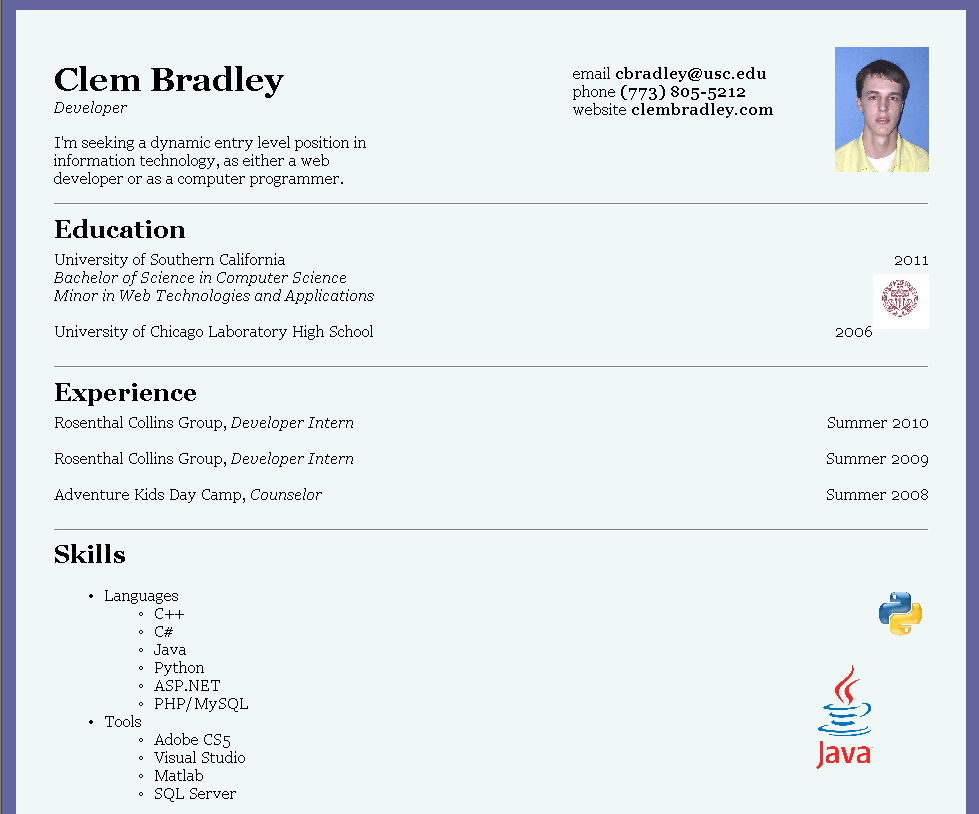 Clem Bradley
Developer
I'm seeking a dynamic entry level position in
information technology, as either a web
developer or as a computer programmer.
email cbradley@usc.edu
phone (773) 805-5212
website clembradley.com
Education
University of Southern California 2011
Bachelor of Science in Computer Science
Minor in Web Technologies and Applications
University of Chicago Laboratory High School 2006
Experience
Rosenthal Collins Group, Developer Intern Summer 2010
Rosenthal Collins Group, Developer Intern Summer 2009
Adventure Kids Day Camp, Counselor Summer 2008
Skills
• Languages
◦ C++
◦ C#
◦ Java
◦ Python
◦ ASP.NET
◦ PHP/MySQL
• Tools
◦ Adobe CS5
◦ Visual Studio
◦ Matlab
◦ SQL Server
Java